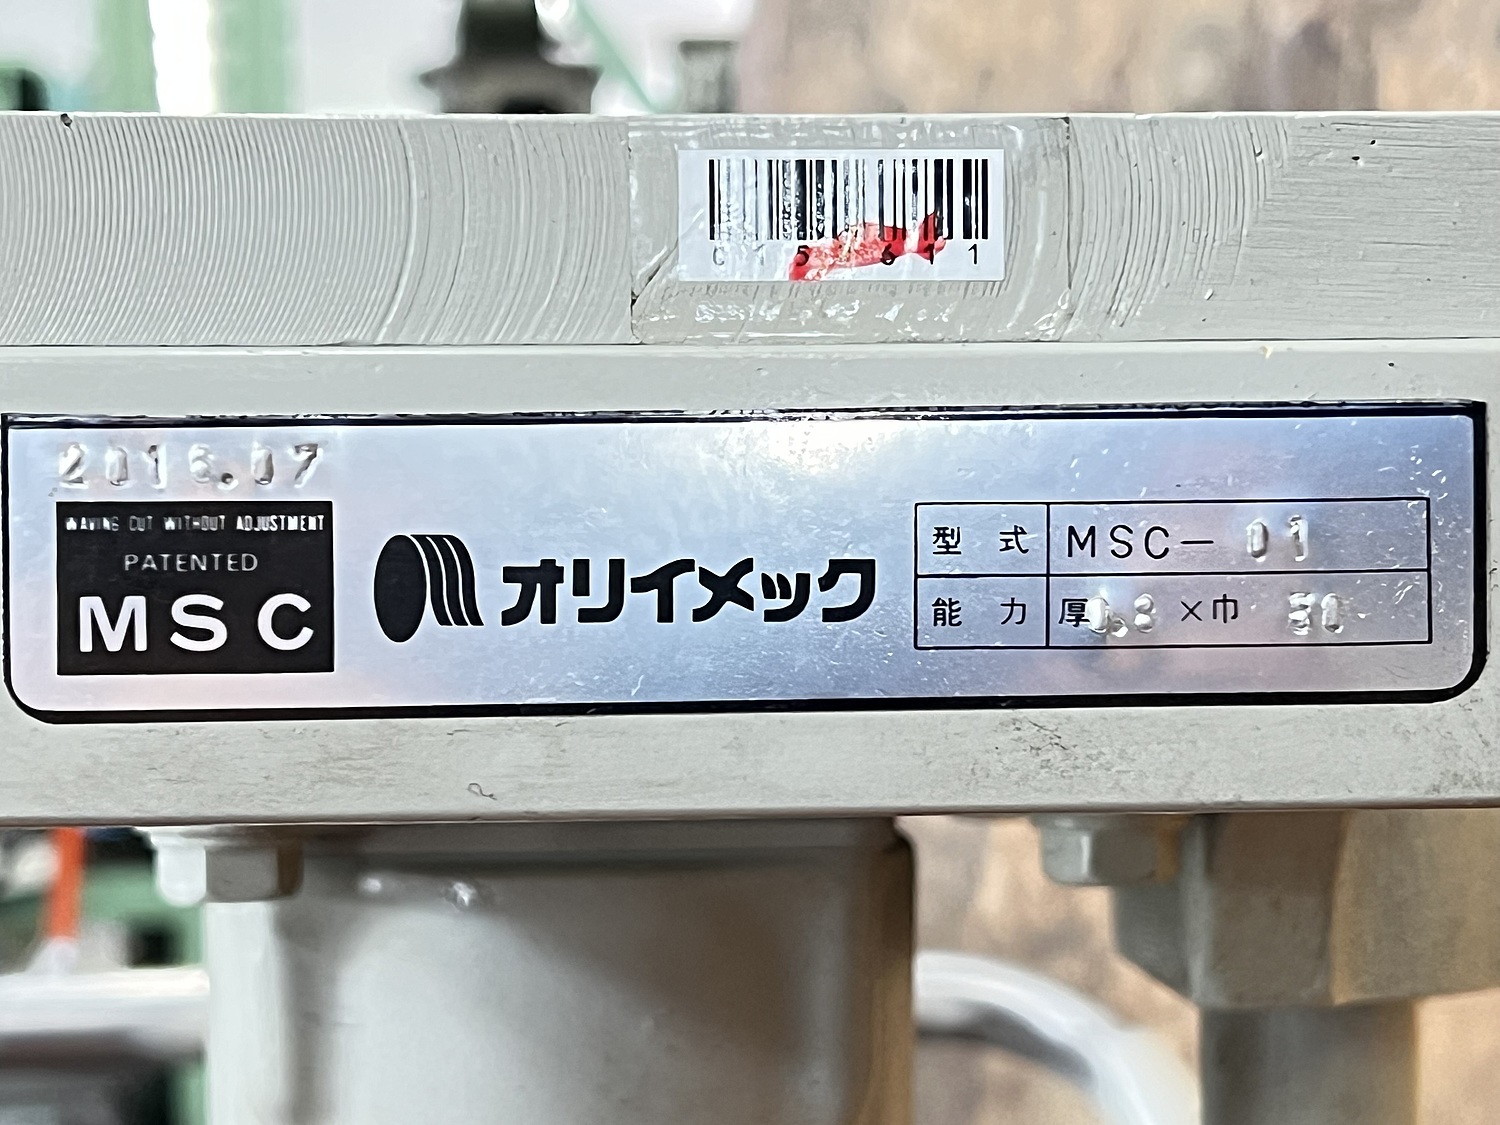 2016.07
WAVING CUT WITHOUT ADJUSTMENT
PATENTED
MSC
オリイメック
型式 MSC-01
能力 厚0.8×巾 50